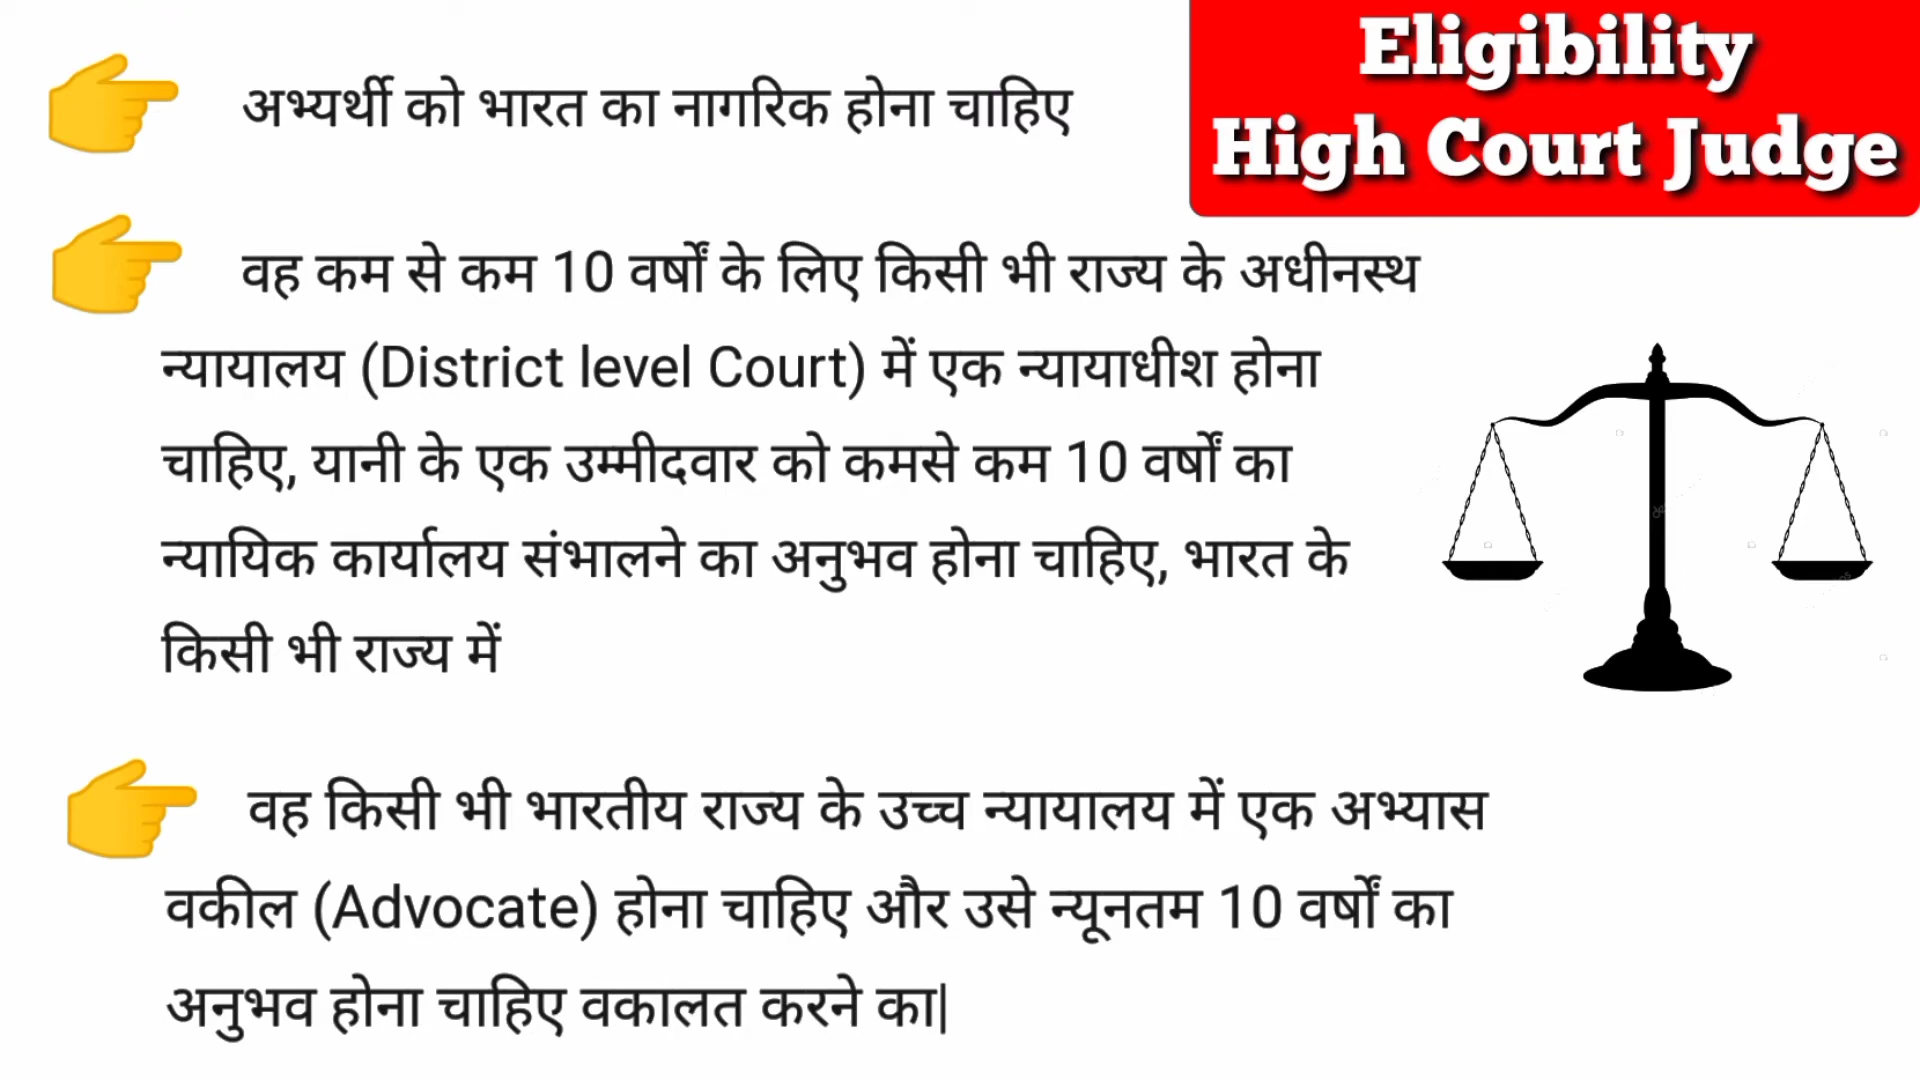 Eligibility
High Court Judge
अभ्यर्थी को भारत का नागरिक होना चाहिए
वह कम से कम 10 वर्षों के लिए किसी भी राज्य के अधीनस्थ
न्यायालय (District level Court) में एक न्यायाधीश होना
चाहिए, यानी के एक उम्मीदवार को कमसे कम 10 वर्षों का
न्यायिक कार्यालय संभालने का अनुभव होना चाहिए, भारत के
किसी भी राज्य में
वह किसी भी भारतीय राज्य के उच्च न्यायालय में एक अभ्यास
वकील (Advocate) होना चाहिए और उसे न्यूनतम 10 वर्षों का
अनुभव होना चाहिए वकालत करने का|